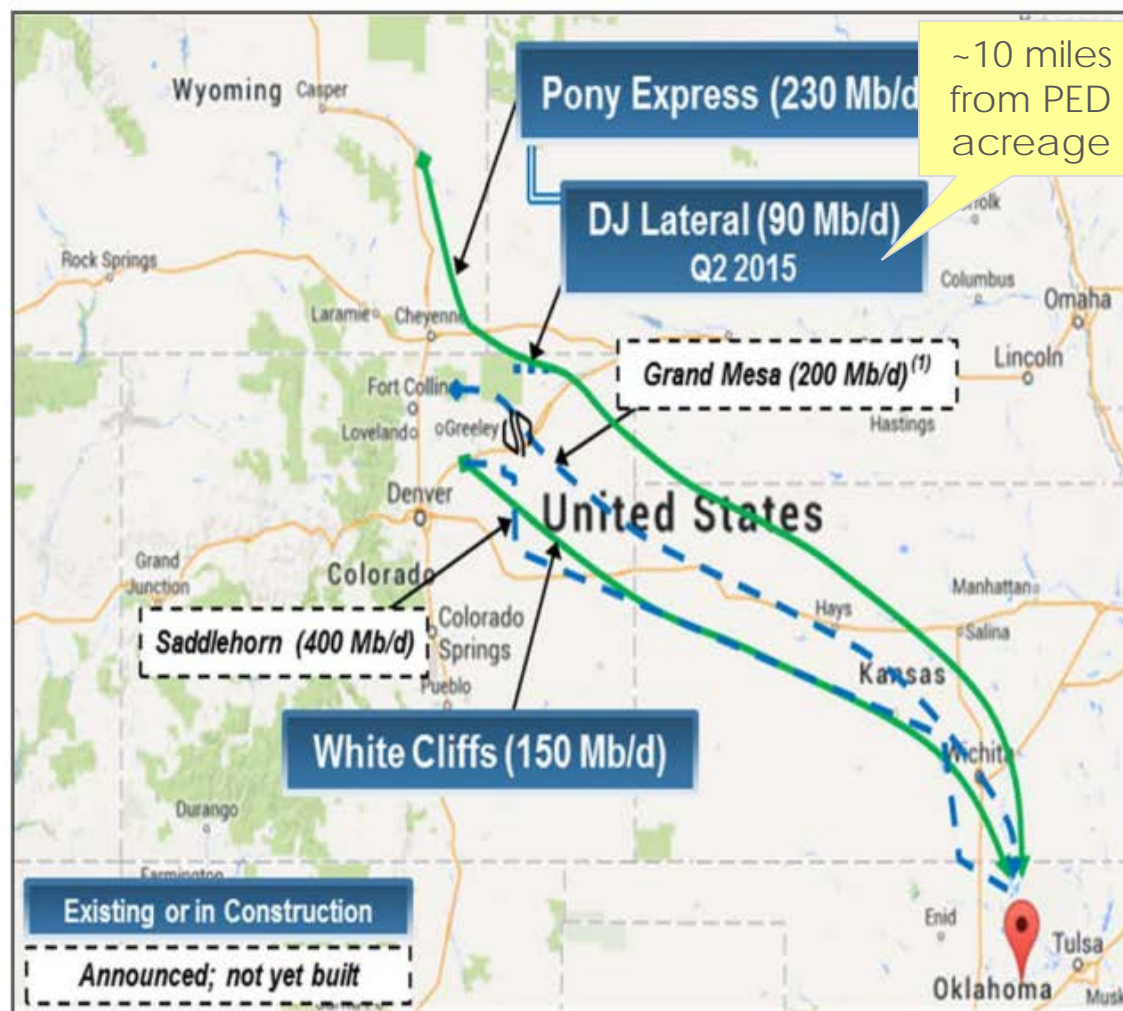 ~10 miles
from PED
acreage
Wyoming
Casper
Pony Express (230 Mb/d
DJ Lateral (90 Mb/d)
Q2 2015
Rock Springs
Columbus
Omaha
Laramie
Cheyenne
Lincoln
Grand Mesa (200 Mb/d)(1)
Fort Collin
Hastings
Loveland
Greeley
Denver
United States
Grand
Junction
Colorado
Manhattan
Hays
Salina
Saddlehorn (400 Mb/d)
Colorado
Springs
Kansas
Pueblo
White Cliffs (150 Mb/d)
Wichita
Durango
Farmington
Existing or in Construction
Enid
Tulsa
Announced; not yet built
Oklahoma
Musk